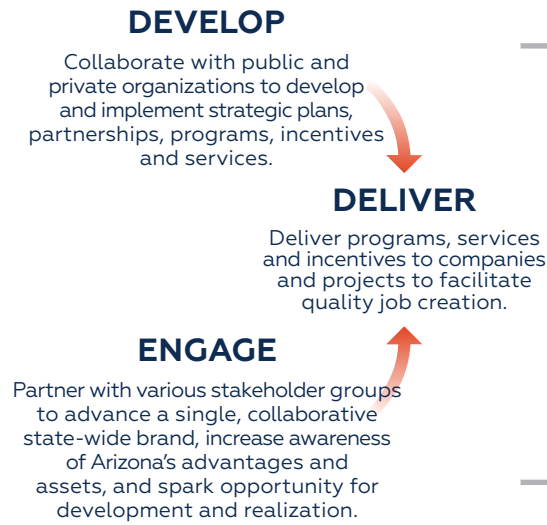 DEVELOP
Collaborate with public and
private organizations to develop
and implement strategic plans,
partnerships, programs, incentives
and services.
DELIVER
Deliver programs, services
and incentives to companies
and projects to facilitate
quality job creation.
ENGAGE
Partner with various stakeholder groups
to advance a single, collaborative
state-wide brand, increase awareness
of Arizona’s advantages and
assets, and spark opportunity for
development and realization.